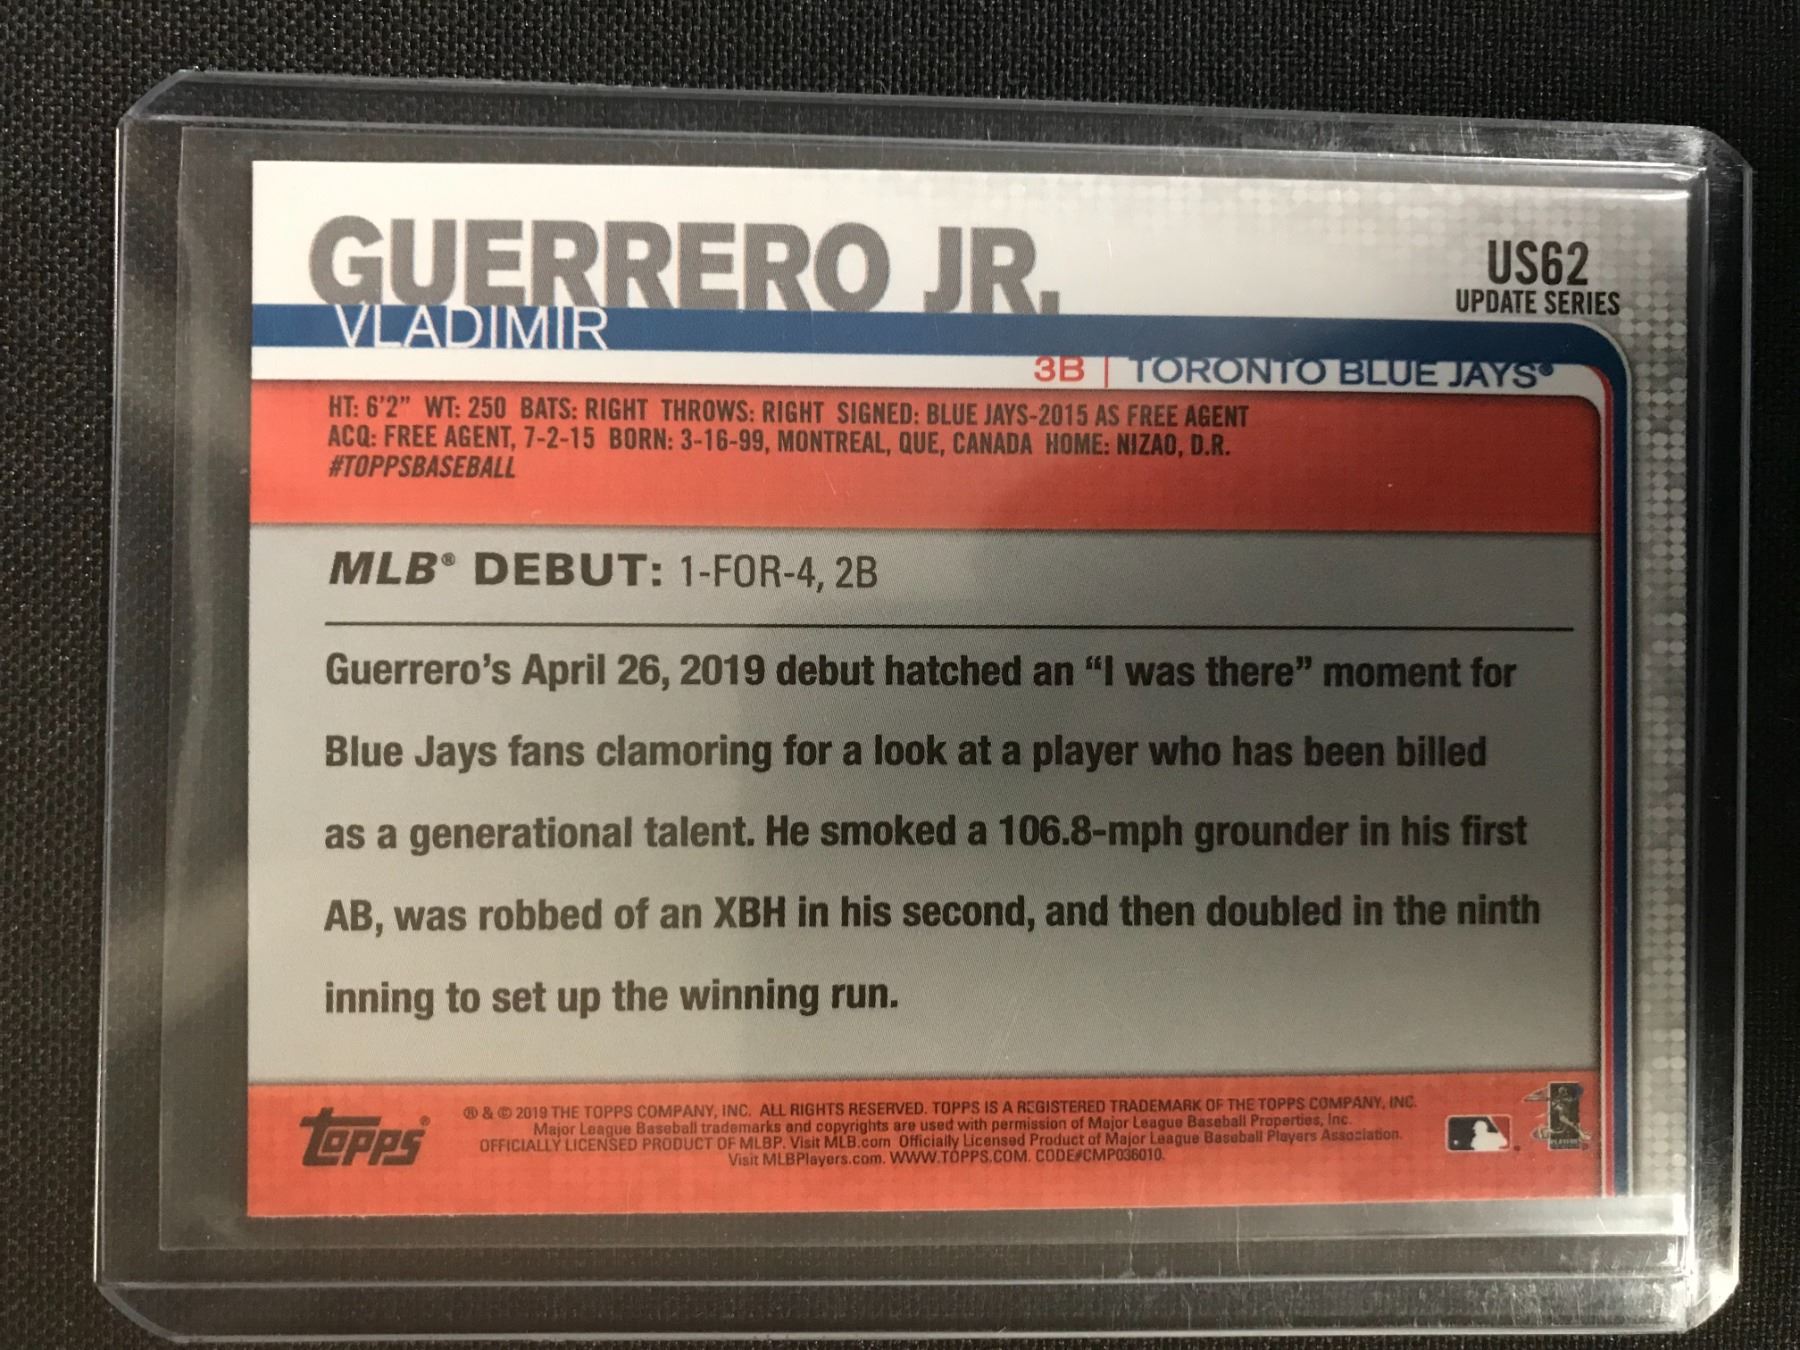 GUERRERO JR.
VLADIMIR
US62
UPDATE SERIES
3B | TORONTO BLUE JAYS®
HT: 6'2" WT: 250 BATS: RIGHT THROWS: RIGHT SIGNED: BLUE JAYS-2015 AS FREE AGENT
ACQ: FREE AGENT, 7-2-15 BORN: 3-16-99, MONTREAL, QUE, CANADA HOME: NIZAO, D.R.
#TOPPSBASEBALL
MLB® DEBUT: 1-FOR-4, 2B
Guerrero's April 26, 2019 debut hatched an “I was there” moment for
Blue Jays fans clamoring for a look at a player who has been billed
as a generational talent. He smoked a 106.8-mph grounder in his first
AB, was robbed of an XBH in his second, and then doubled in the ninth
inning to set up the winning run.
Topps®
® & © 2019 THE TOPPS COMPANY, INC. ALL RIGHTS RESERVED. TOPPS IS A REGISTERED TRADEMARK OF THE TOPPS COMPANY, INC.
Major League Baseball trademarks and copyrights are used with permission of Major League Baseball Properties, Inc.
OFFICIALLY LICENSED PRODUCT OF MLBP. Visit MLB.com Officially Licensed Product of Major League Baseball Players Association.
Visit MLBPlayers.com. WWW.TOPPS.COM. CODE#CMP036010.